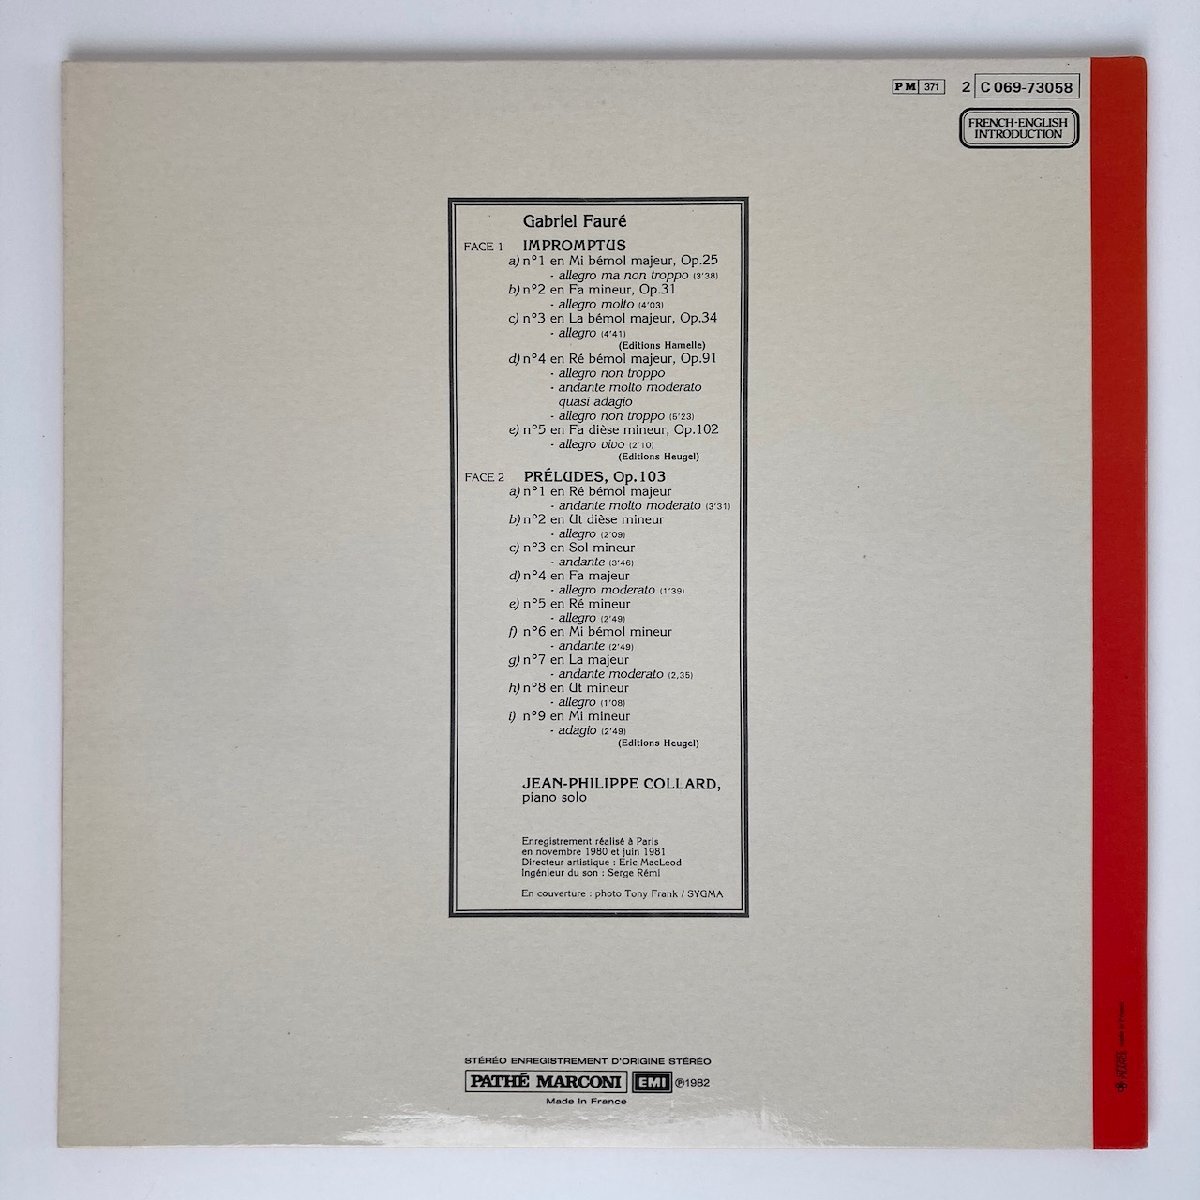 PM 371 2 C 069-73058
FRENCH-ENGLISH
INTRODUCTION
Gabriel Fauré
FACE 1 IMPROMPTUS
a) n°1 en Mi bémol majeur, Op.25
- allegro ma non troppo (3'38)
b) n°2 en Fa mineur, Op.31
- allegro molto (4'03)
c) n°3 en La bémol majeur, Op.34
- allegro (4'41)
(Editions Hamelle)
d) n°4 en Ré bémol majeur, Op.91
- allegro non troppo
- andante molto moderato
quasi adagio
- allegro non troppo (5'23)
e) n°5 en Fa dièse mineur, Op.102
- allegro vivo (2'10)
(Editions Heugel)
FACE 2 PRÉLUDES, Op.103
a) n°1 en Ré bémol majeur
- andante molto moderato (3'31)
b) n°2 en Ut dièse mineur
- allegro (2'09)
c) n°3 en Sol mineur
- andante (3'46)
d) n°4 en Fa majeur
- allegro moderato (1'39)
e) n°5 en Ré mineur
- allegro (2'49)
f) n°6 en Mi bémol mineur
- andante (2'49)
g) n°7 en La majeur
- andante moderato (2,35)
h) n°8 en Ut mineur
- allegro (1'08)
i) n°9 en Mi mineur
- adagio (2'49)
(Editions Heugel)
JEAN-PHILIPPE COLLARD,
piano solo
Enregistrement réalisé à Paris
en novembre 1980 et juin 1981
Directeur artistique : Eric MacLeod
Ingénieur du son : Serge Rémi
En couverture : photo Tony Frank / SYGMA
STÉRÉO ENREGISTREMENT D'ORIGINE STÉRÉO
PATHÉ MARCONI EMI ℗1982
Made in France